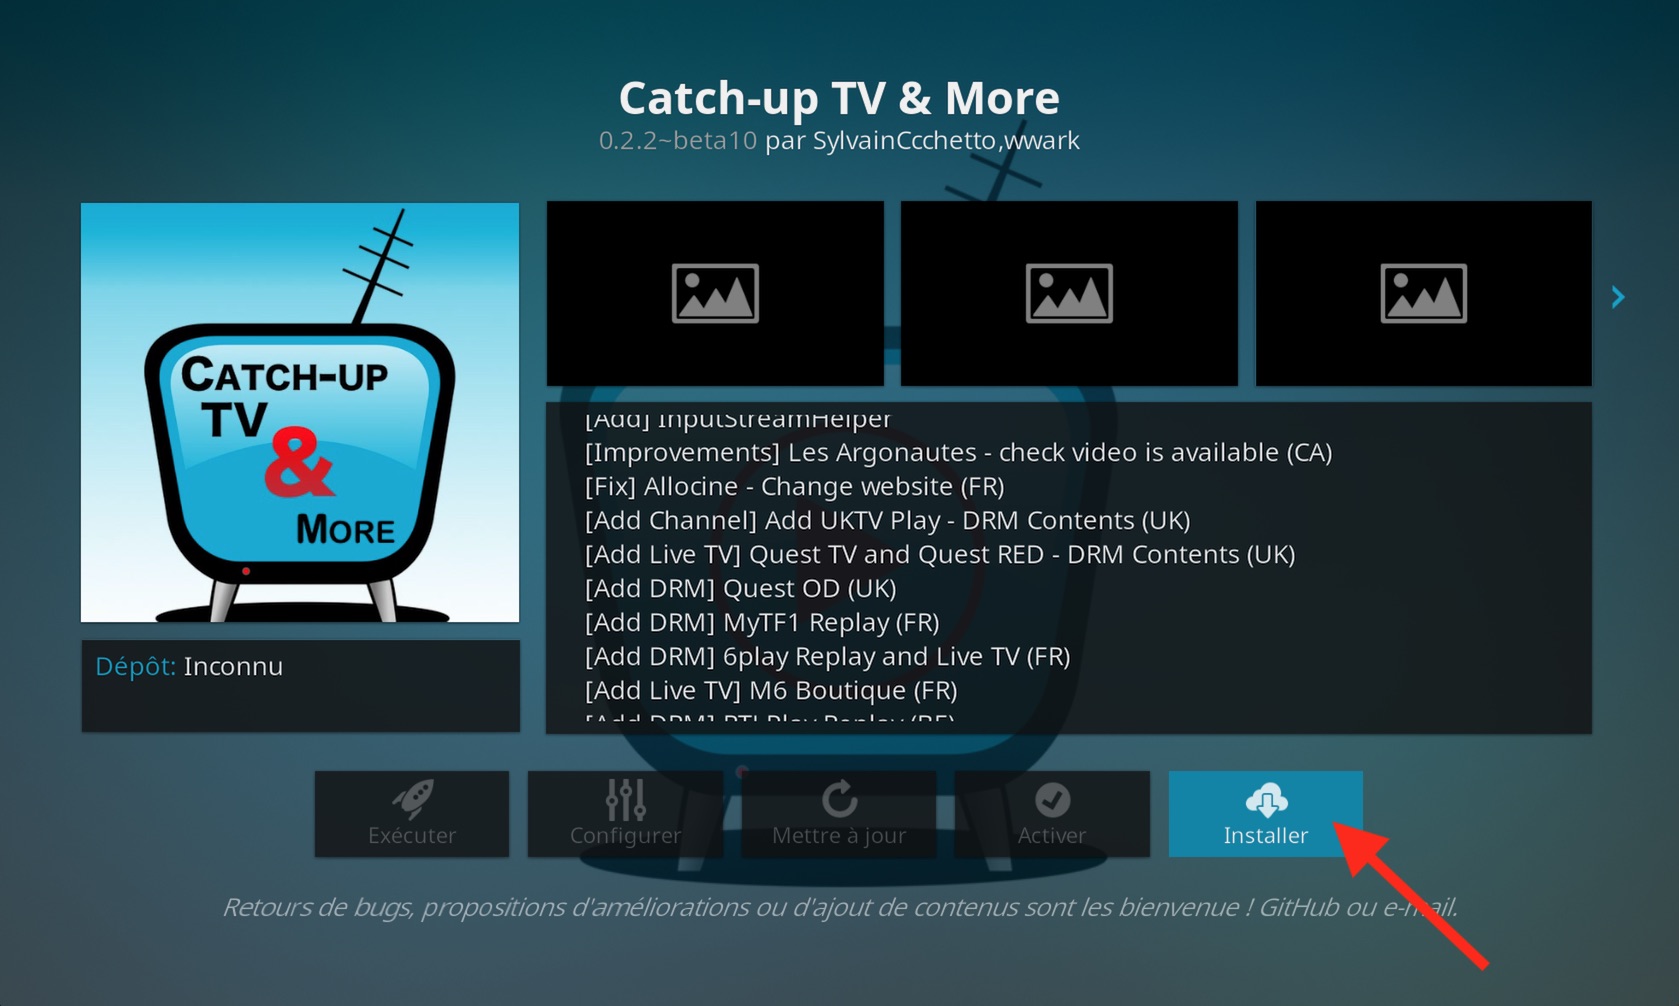 Catch-up TV & More
0.2.2~beta10 par SylvainCcchetto,wwark
CATCH-UP
TV
&
MORE
Dépôt: Inconnu
[Add] InputStreamHelper
[Improvements] Les Argonautes - check video is available (CA)
[Fix] Allocine - Change website (FR)
[Add Channel] Add UKTV Play - DRM Contents (UK)
[Add Live TV] Quest TV and Quest RED - DRM Contents (UK)
[Add DRM] Quest OD (UK)
[Add DRM] MyTF1 Replay (FR)
[Add DRM] 6play Replay and Live TV (FR)
[Add Live TV] M6 Boutique (FR)
[Add DRM] RTLPlay Replay (BE)
Exécuter
Configurer
Mettre à jour
Activer
Installer
Retours de bugs, propositions d'améliorations ou d'ajout de contenus sont les bienvenue ! GitHub ou e-mail.